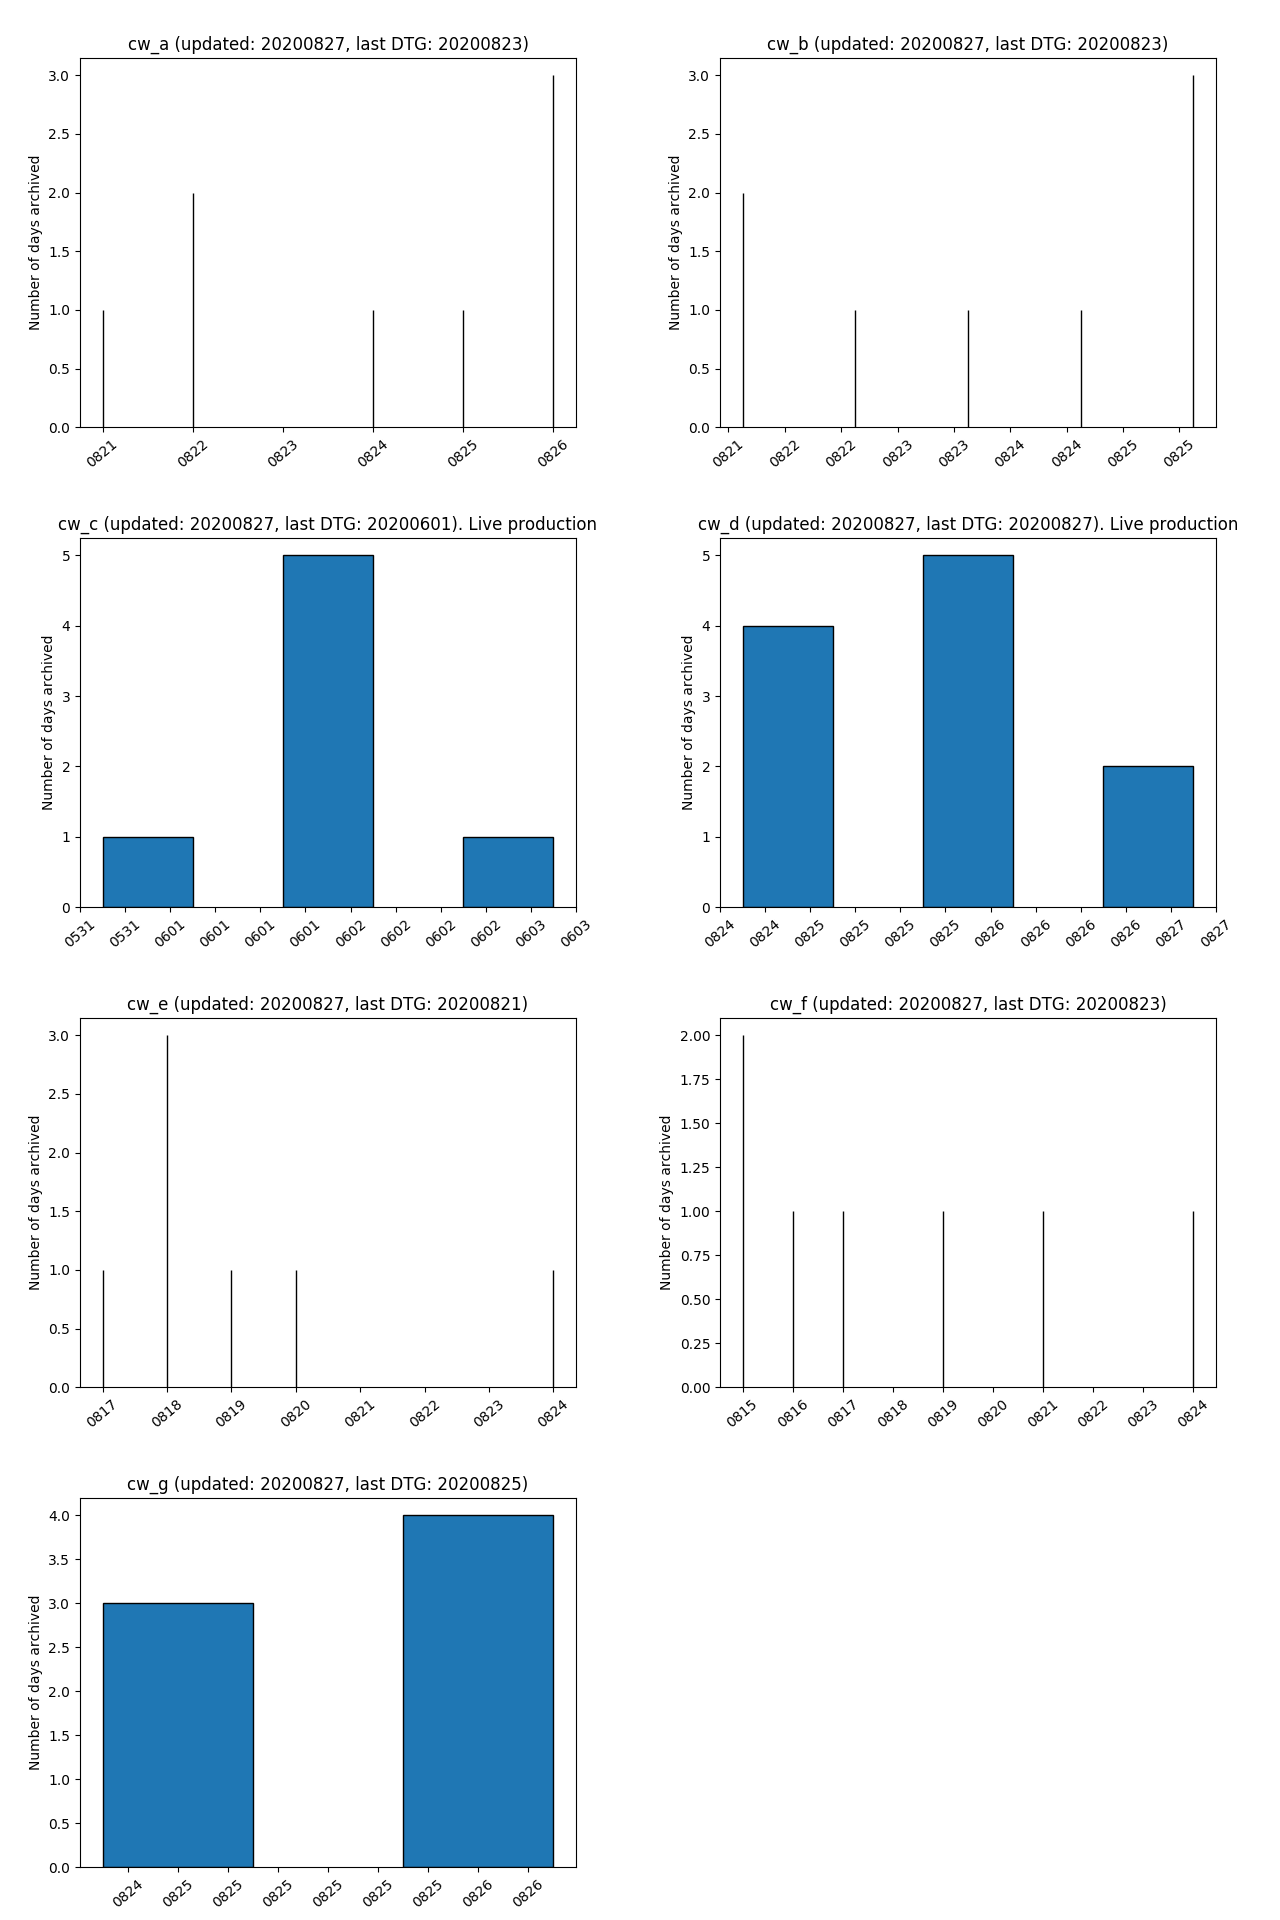 cw_a (updated: 20200827, last DTG: 20200823)
Number of days archived
3.0
2.5
2.0
1.5
1.0
0.5
0.0
0821 0822 0823 0824 0825 0826
cw_b (updated: 20200827, last DTG: 20200823)
Number of days archived
3.0
2.5
2.0
1.5
1.0
0.5
0.0
0821 0822 0822 0823 0823 0824 0824 0825 0825
cw_c (updated: 20200827, last DTG: 20200601). Live production
Number of days archived
5
4
3
2
1
0
0531 0531 0601 0601 0601 0601 0602 0602 0602 0602 0603 0603
cw_d (updated: 20200827, last DTG: 20200827). Live production
Number of days archived
5
4
3
2
1
0
0824 0824 0825 0825 0825 0825 0826 0826 0826 0826 0827 0827
cw_e (updated: 20200827, last DTG: 20200821)
Number of days archived
3.0
2.5
2.0
1.5
1.0
0.5
0.0
0817 0818 0819 0820 0821 0822 0823 0824
cw_f (updated: 20200827, last DTG: 20200823)
Number of days archived
2.00
1.75
1.50
1.25
1.00
0.75
0.50
0.25
0.00
0815 0816 0817 0818 0819 0820 0821 0822 0823 0824
cw_g (updated: 20200827, last DTG: 20200825)
Number of days archived
4.0
3.5
3.0
2.5
2.0
1.5
1.0
0.5
0.0
0824 0825 0825 0825 0825 0825 0825 0826 0826